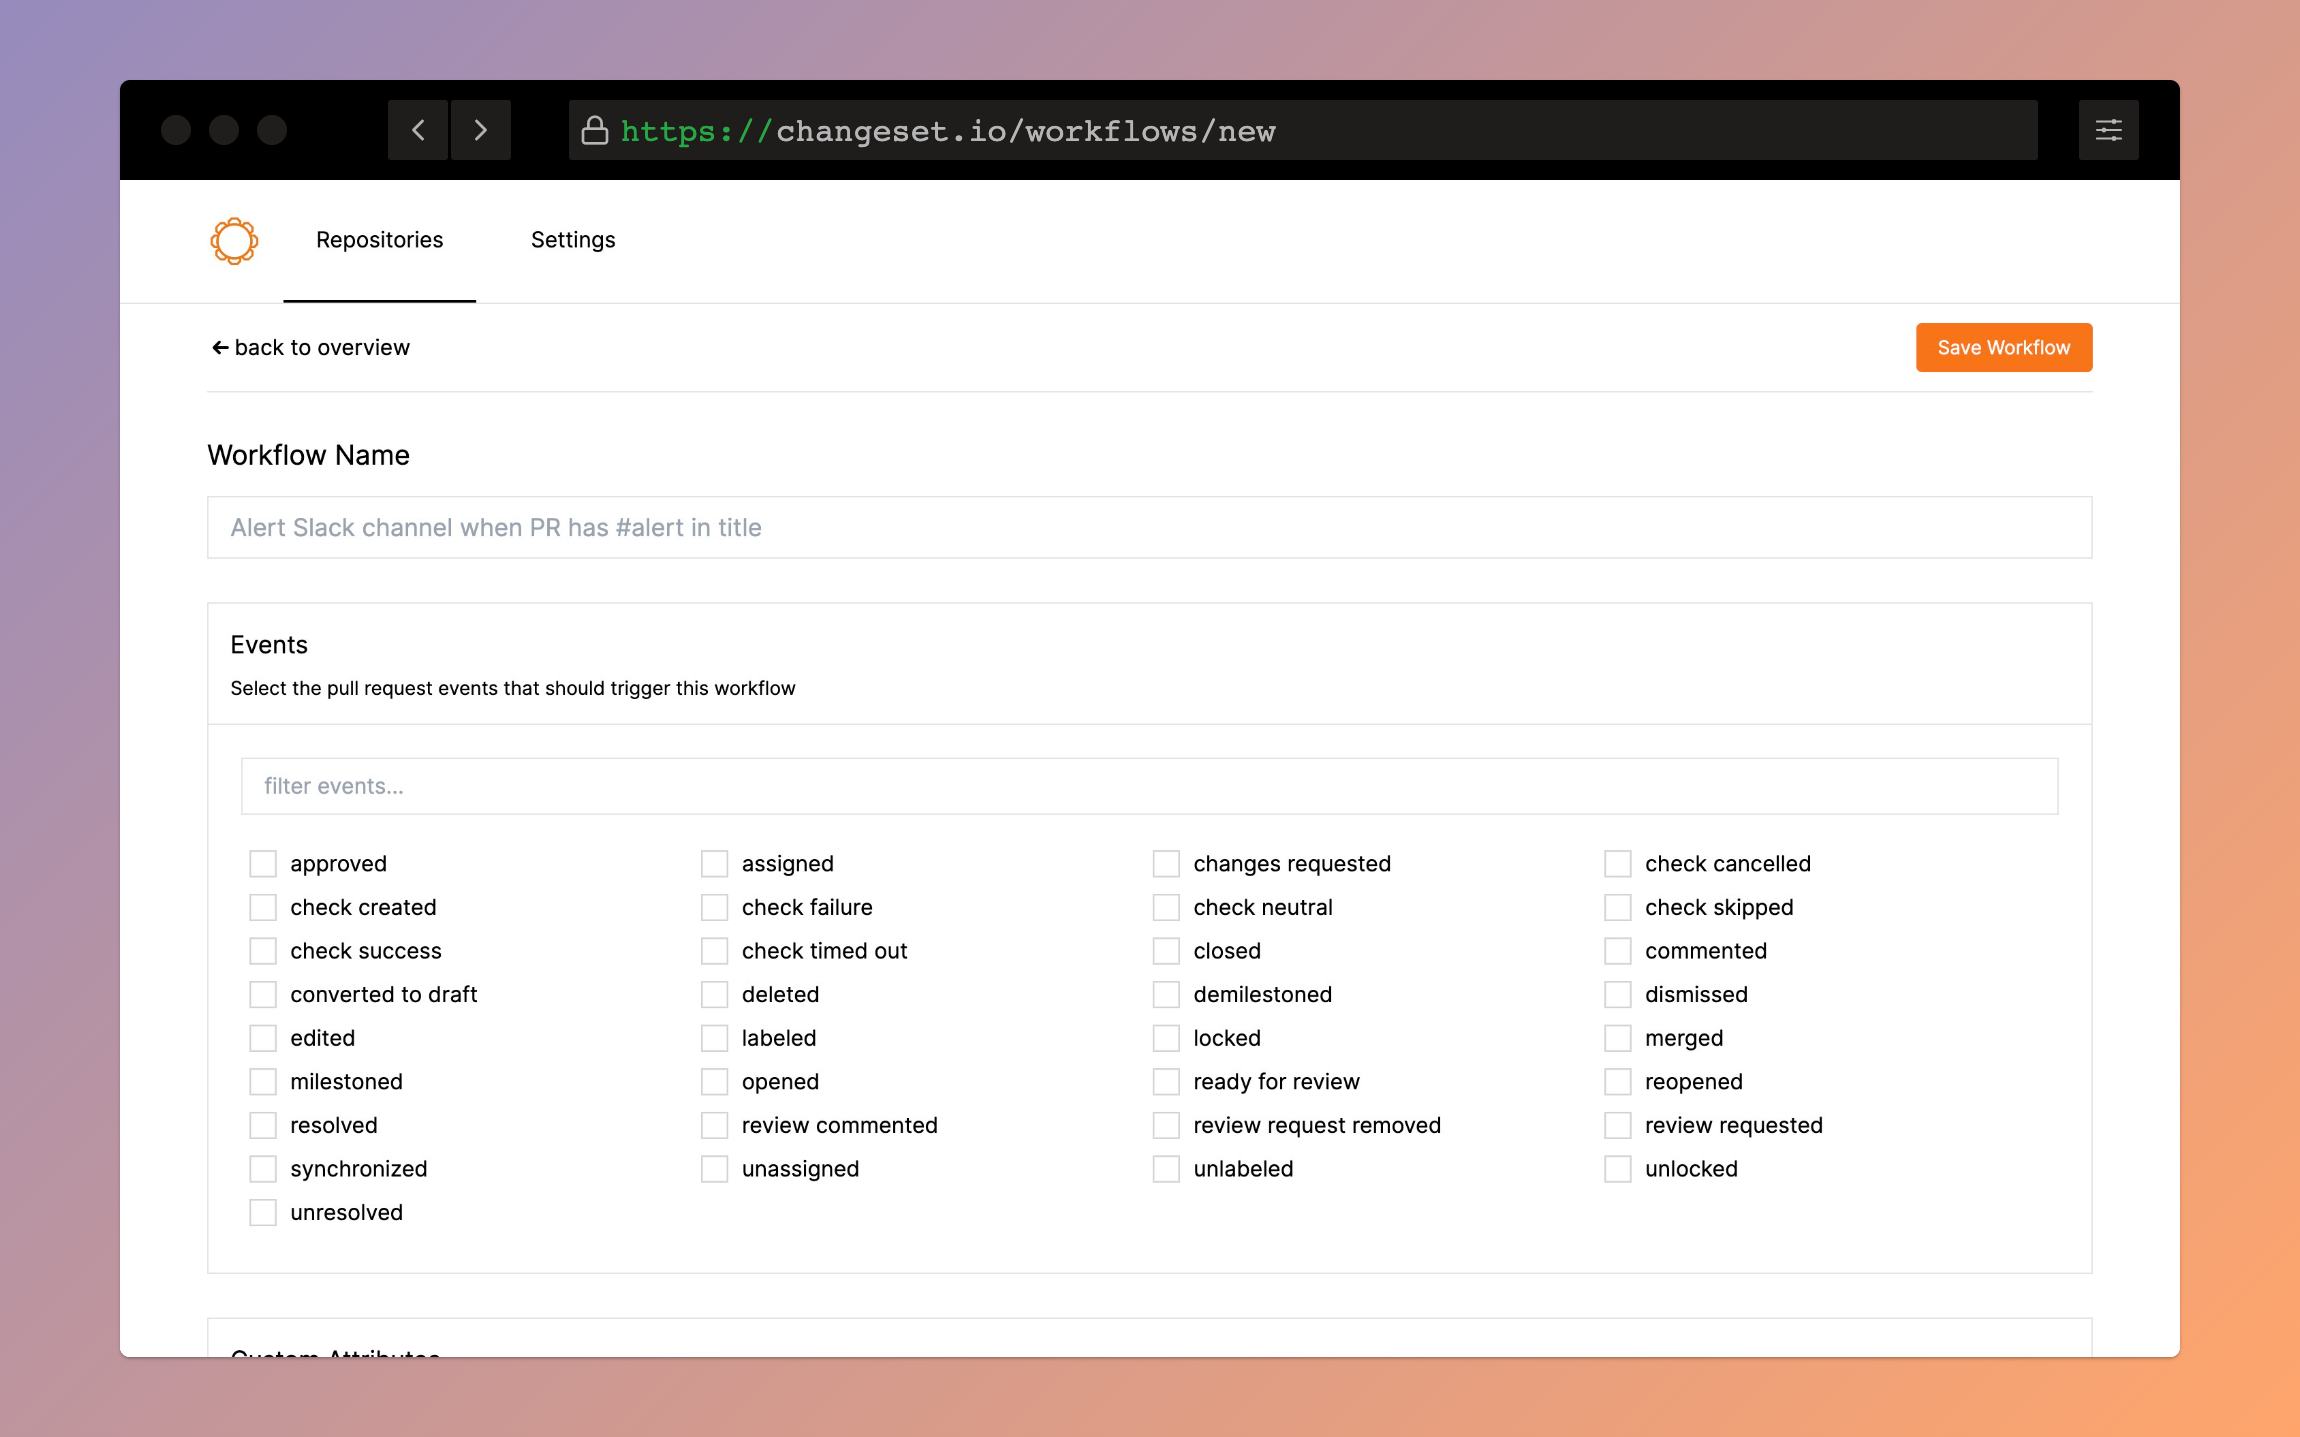 https://changeset.io/workflows/new
Repositories Settings
back to overview Save Workflow
Workflow Name
Alert Slack channel when PR has #alert in title
Events
Select the pull request events that should trigger this workflow
filter events...
approved assigned changes requested check cancelled
check created check failure check neutral check skipped
check success check timed out closed commented
converted to draft deleted demilestoned dismissed
edited labeled locked merged
milestoned opened ready for review reopened
resolved review commented review request removed review requested
synchronized unassigned unlabeled unlocked
unresolved
Custom Attributes